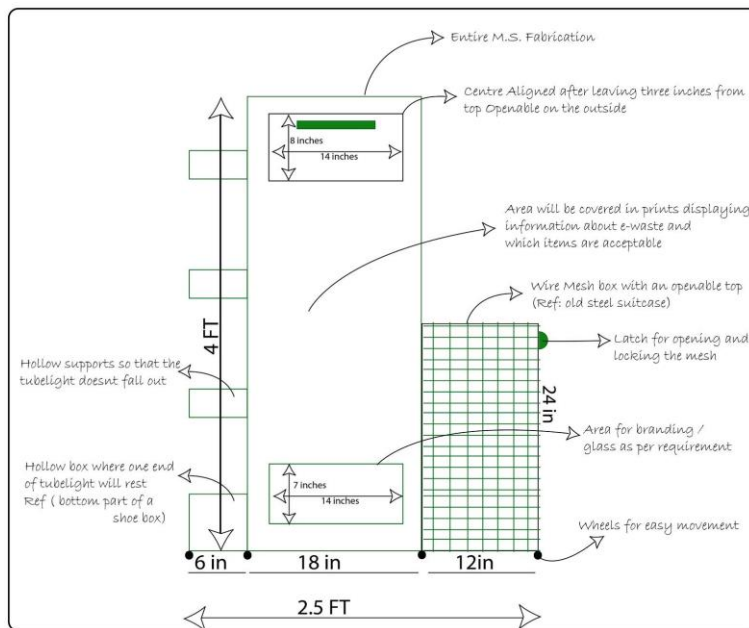 Entire M.S. Fabrication
Centre Aligned after leaving three inches from
top Openable on the outside
8 inches
14 inches
Area will be covered in prints displaying
information about e-waste and
which items are acceptable
Wire Mesh box with an openable top
(Ref: old steel suitcase)
4 FT
Latch for opening and
locking the mesh
Hollow supports so that the
tubelight doesnt fall out
24 in
Area for branding /
glass as per requirement
Hollow box where one end
of tubelight will rest
Ref ( bottom part of a
shoe box)
7 inches
14 inches
Wheels for easy movement
6 in
18 in
12in
2.5 FT